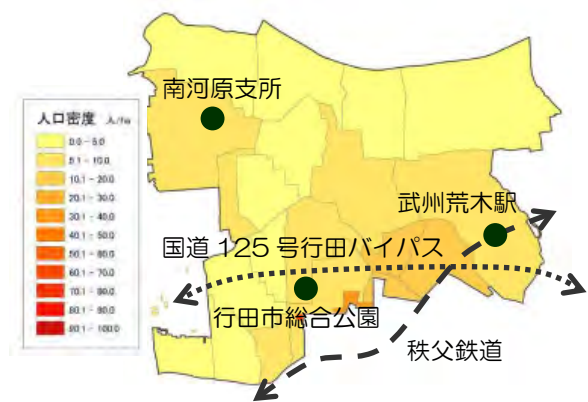 南河原支所
人口密度 人/ha
0.0 - 5.0
5.1 - 10.0
10.1 - 20.0
20.1 - 30.0
30.1 - 40.0
40.1 - 50.0
50.1 - 60.0
60.1 - 70.0
70.1 - 80.0
80.1 - 90.0
90.1 - 100.0
武州荒木駅
国道125号行田バイパス
行田市総合公園
秩父鉄道